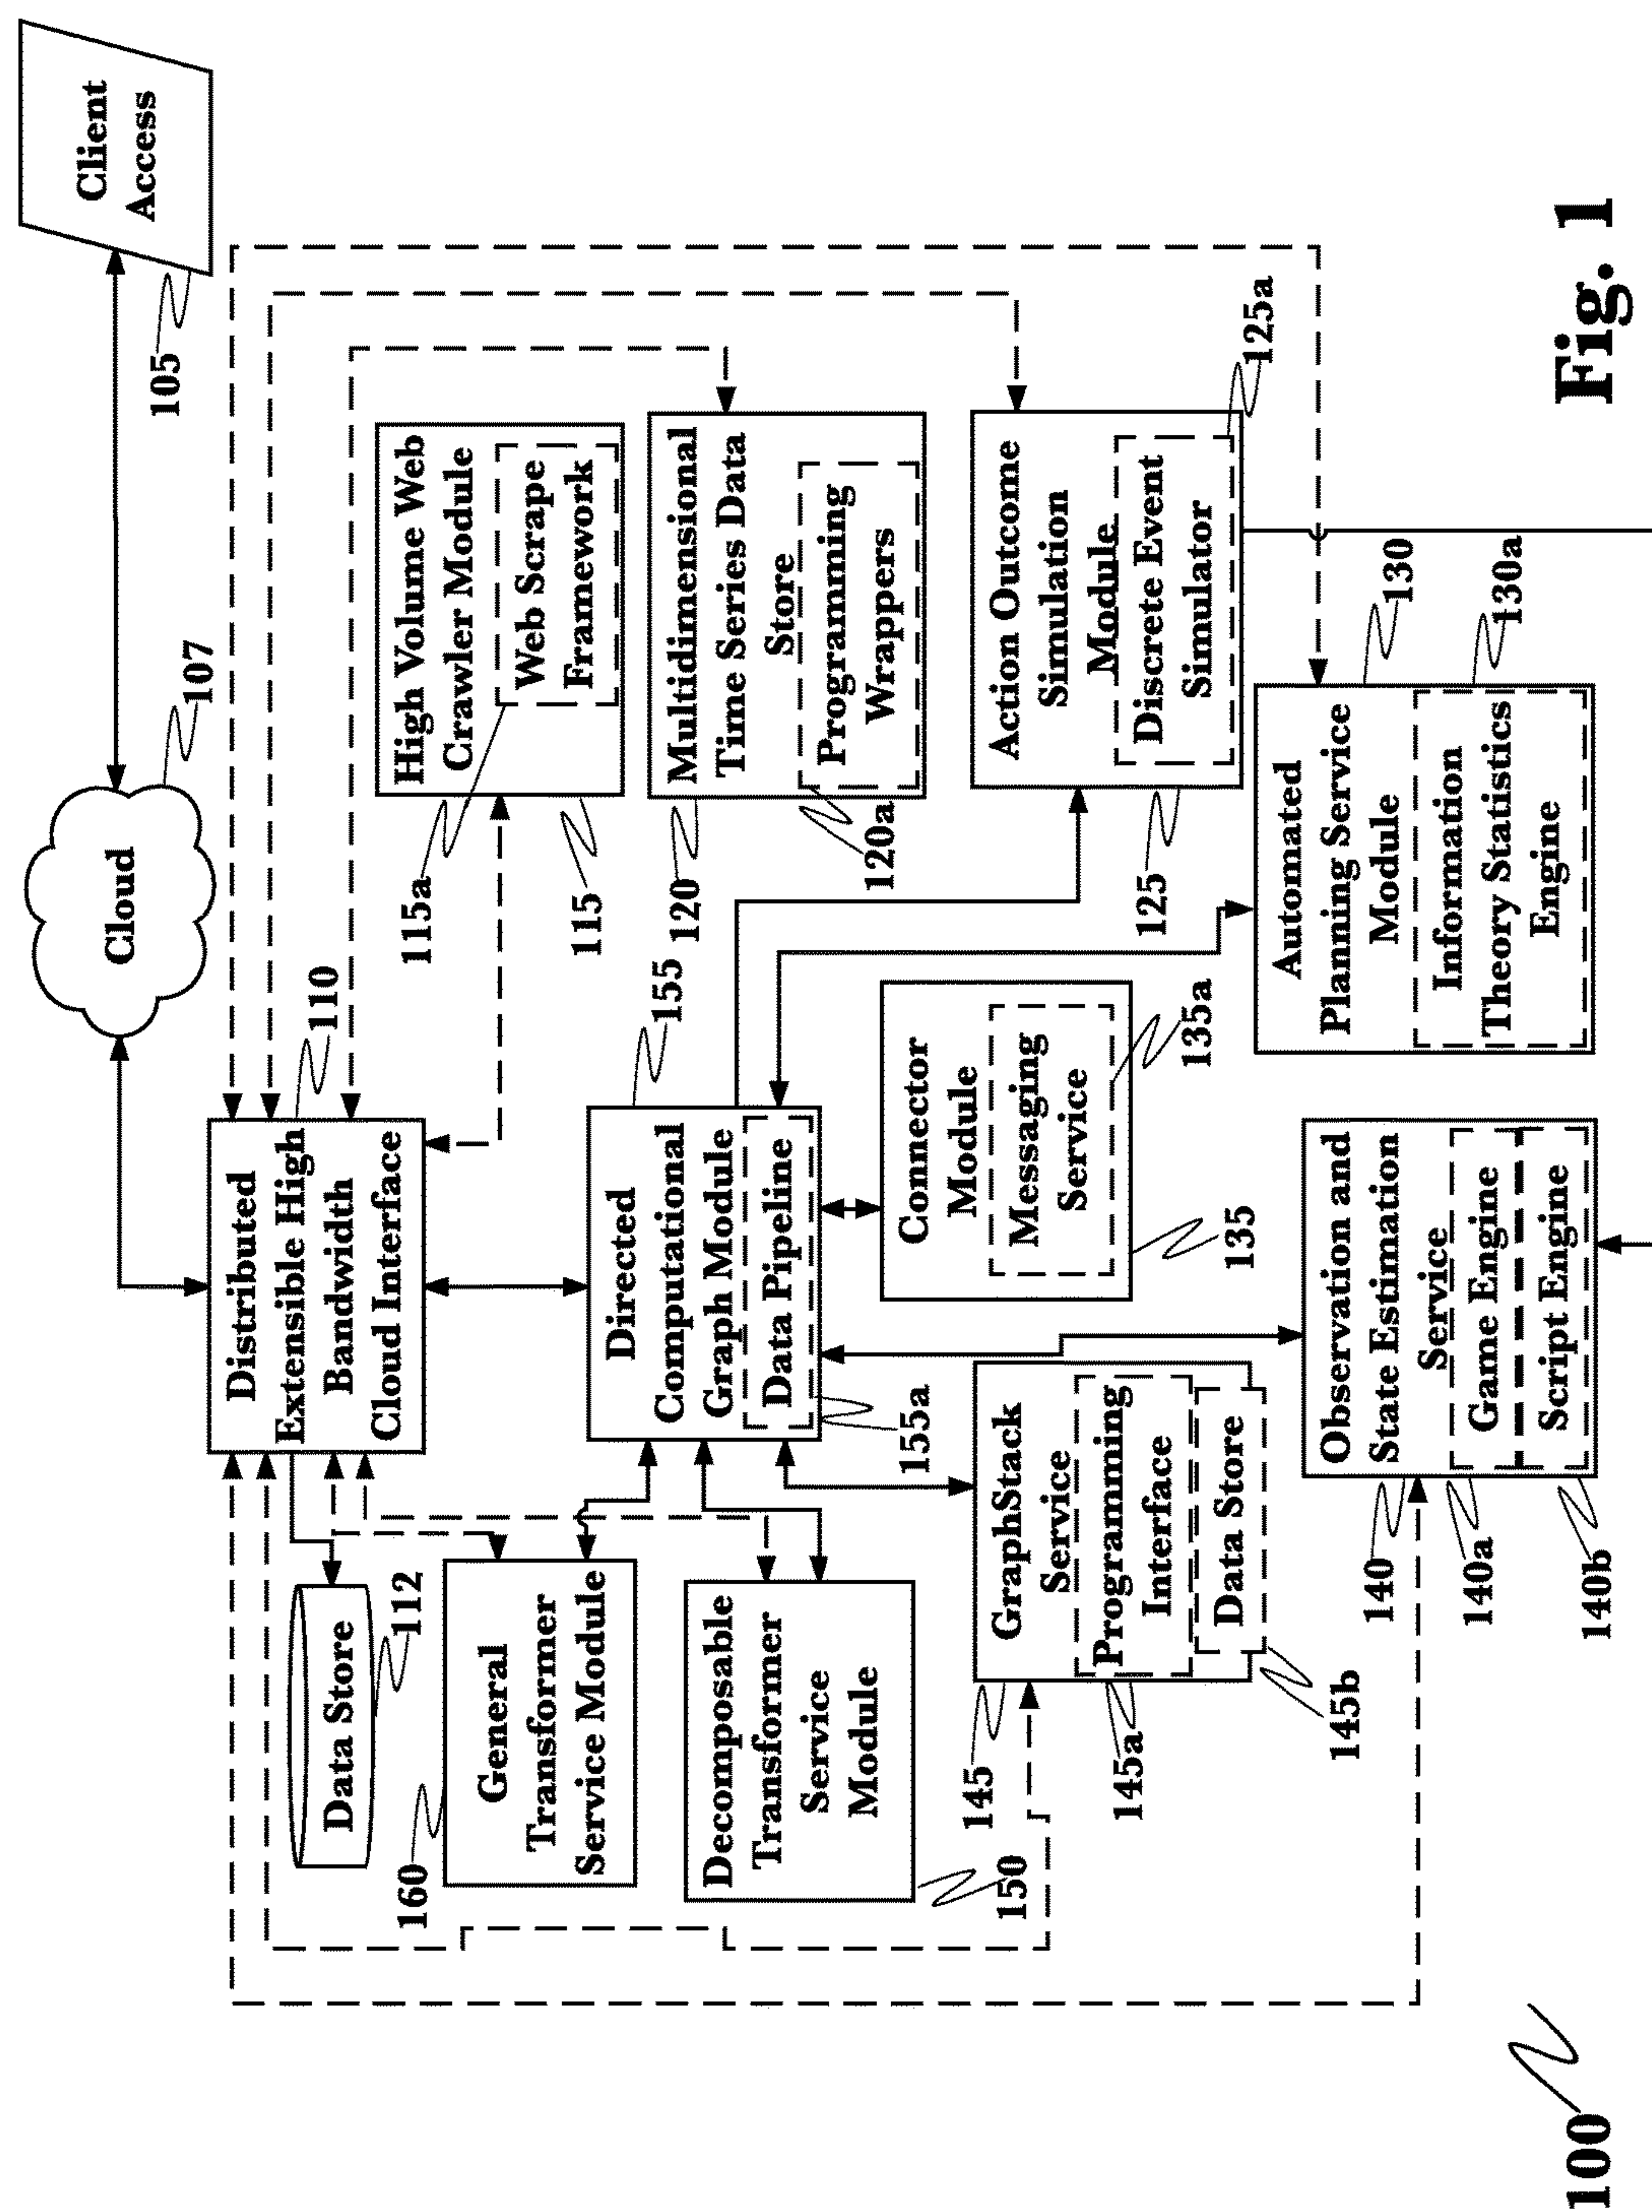 Client
Access
105
Cloud
107
Distributed
Extensible High
Bandwidth
Cloud Interface
110
Data Store
112
General
Transformer
Service Module
160
Decomposable
Transformer
Service
Module
150
Directed
Computational
Graph Module
Data Pipeline
155
155a
High Volume Web
Crawler Module
Web Scrape
Framework
115a
115
Multidimensional
Time Series Data
Store
Programming
Wrappers
120
120a
Connector
Module
Messaging
Service
135a
135
Action Outcome
Simulation
Module
Discrete Event
Simulator
125
125a
GraphStack
Service
Programming
Interface
Data Store
145
145a
145b
Observation and
State Estimation
Service
Game Engine
Script Engine
140
140a
140b
Automated
Planning Service
Module
Information
Theory Statistics
Engine
130
130a
100
Fig. 1